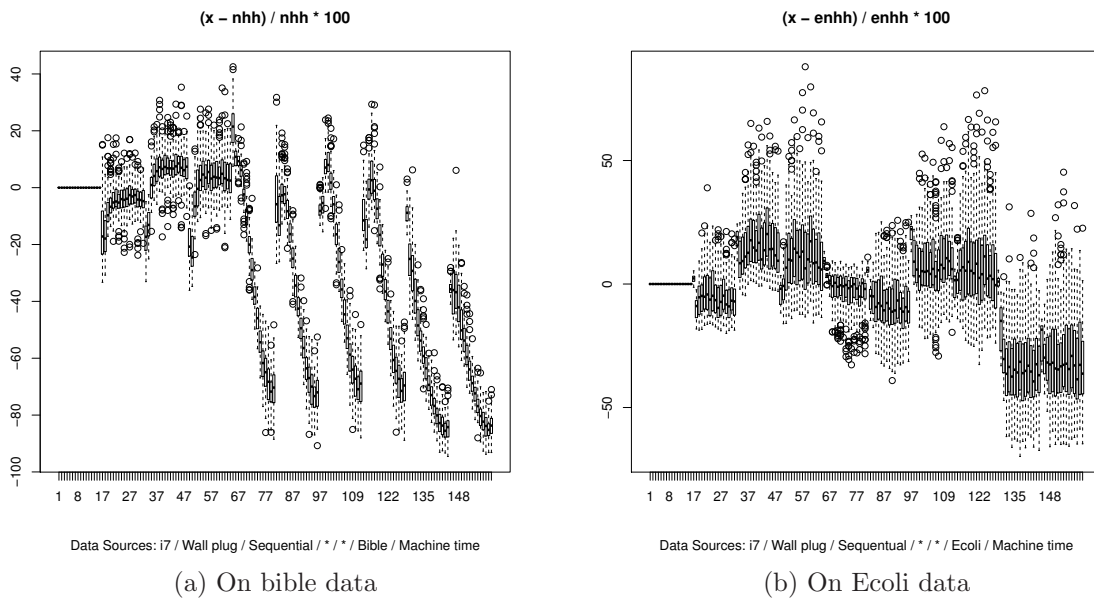 (x − nhh) / nhh * 100
40
20
0
−20
−40
−60
−80
−100
1 8 17 27 37 47 57 67 77 87 97 109 122 135 148
Data Sources: i7 / Wall plug / Sequential / * / * / Bible / Machine time
(a) On bible data
(x − enhh) / enhh * 100
50
0
−50
1 8 17 27 37 47 57 67 77 87 97 109 122 135 148
Data Sources: i7 / Wall plug / Sequentual / * / * / Ecoli / Machine time
(b) On Ecoli data